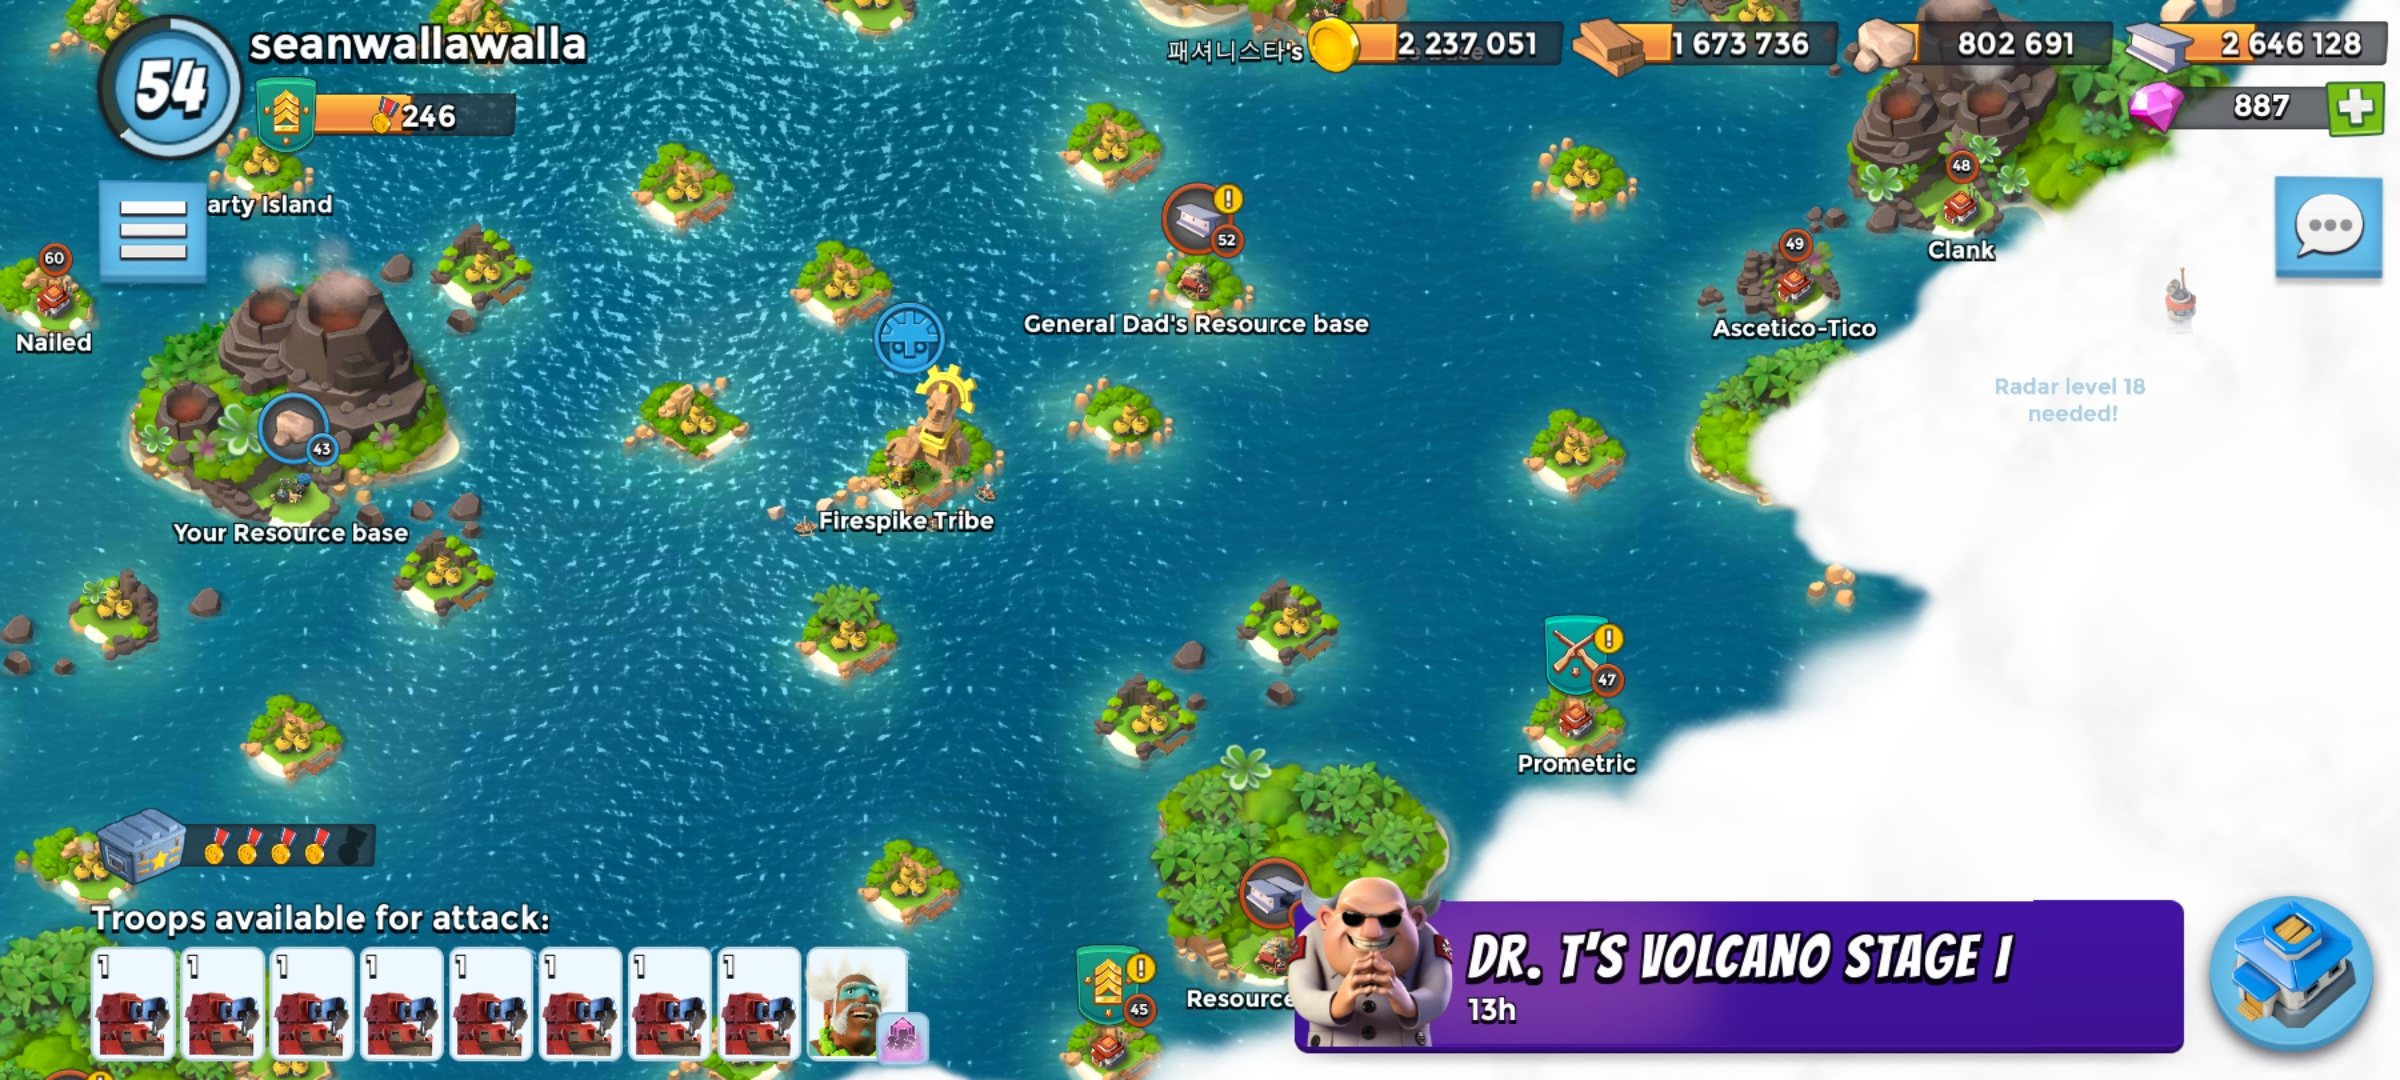 54
seanwallawalla
246
패셔니스타's
2 237 051
1 673 736
802 691
2 646 128
887
arty Island
60
Nailed
52
General Dad's Resource base
48
Clank
49
Ascetico-Tico
Radar level 18
needed!
43
Your Resource base
Firespike Tribe
47
Prometric
Troops available for attack:
1 1 1 1 1 1 1 1
45
Resource
DR. T'S VOLCANO STAGE I
13h